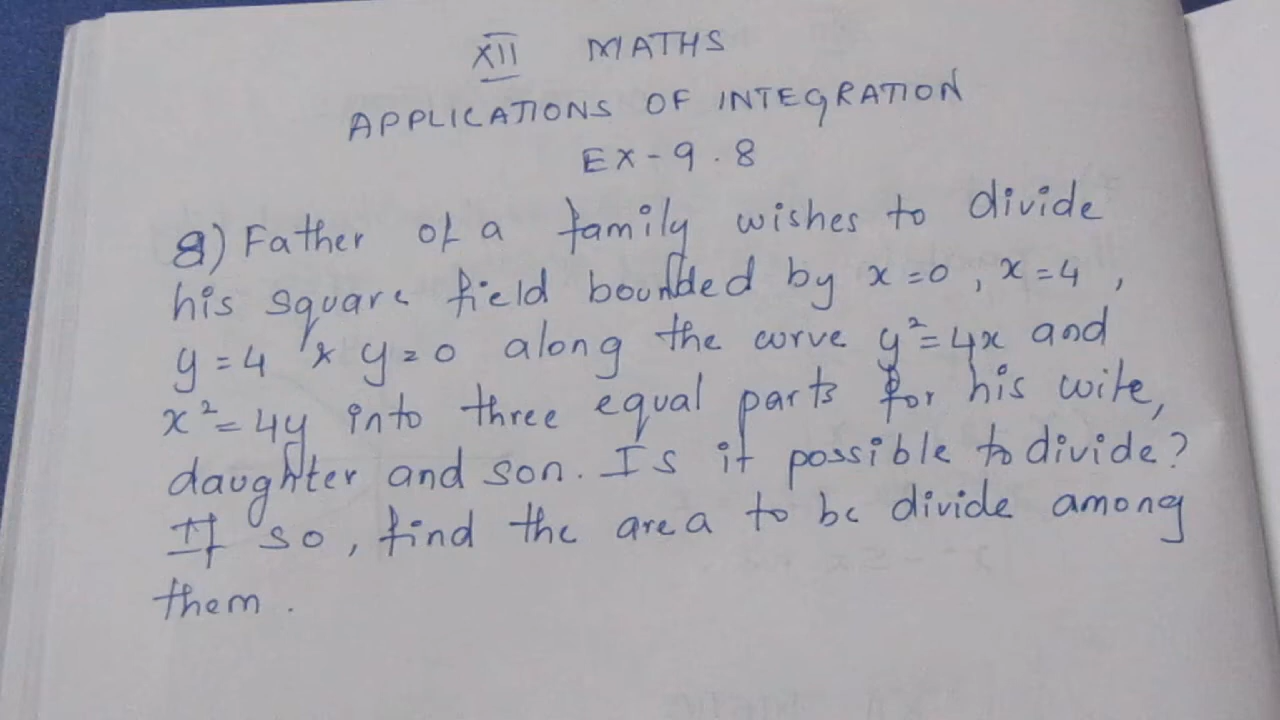 XII MATHS
APPLICATIONS OF INTEGRATION
EX-9.8
8) Father of a family wishes to divide
his square field bounded by x=0, x=4,
y=4 & y=0 along the curve y²=4x and
x²=4y into three equal parts for his wife,
daughter and son. Is it possible to divide?
If so, find the area to be divide among
them.